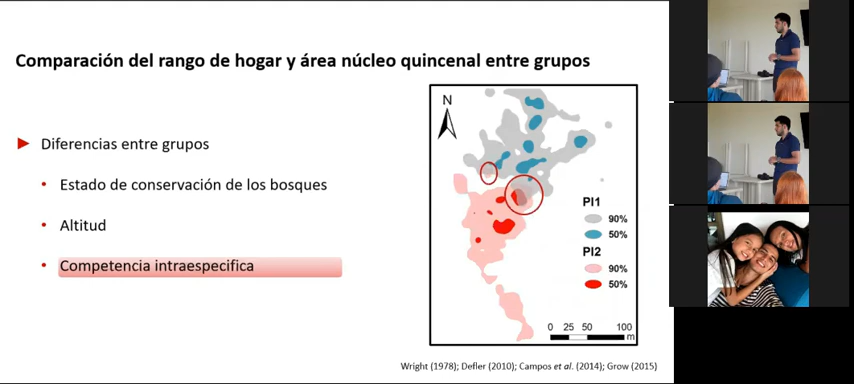 Comparación del rango de hogar y área núcleo quincenal entre grupos
Diferencias entre grupos
Estado de conservación de los bosques
Altitud
Competencia intraespecifica
N
PI1
90%
50%
PI2
90%
50%
0 25 50 100
m
Wright (1978); Defler (2010); Campos et al. (2014); Grow (2015)